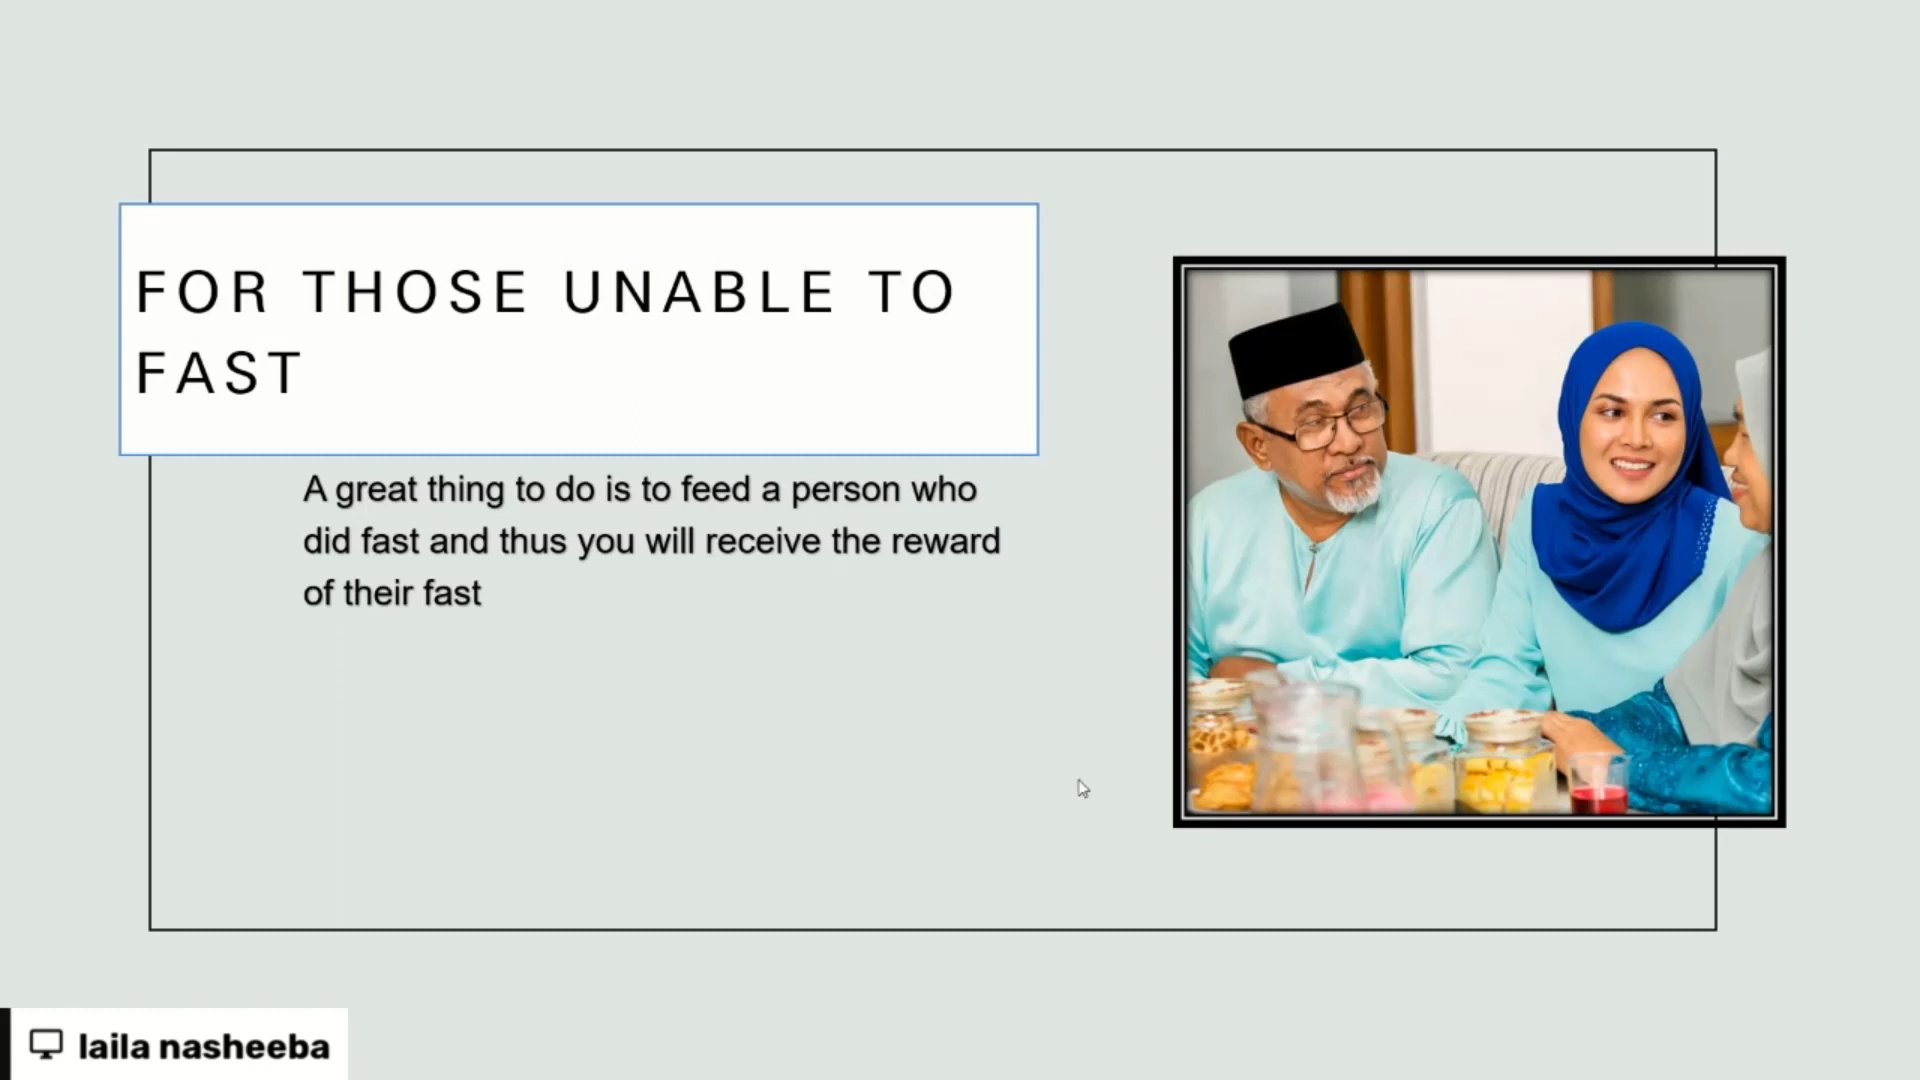 FOR THOSE UNABLE TO
FAST
A great thing to do is to feed a person who
did fast and thus you will receive the reward
of their fast
laila nasheeba